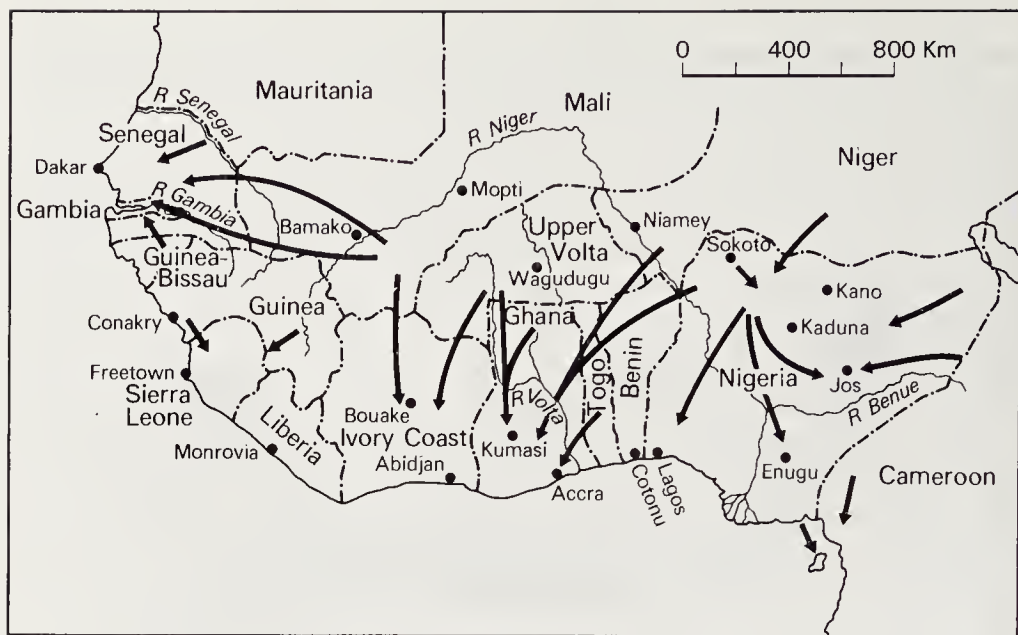 0 400 800 Km
Mauritania
Mali
R Senegal
Senegal
R Niger
Niger
Dakar
Mopti
R Gambia
Gambia
Bamako
Upper
Volta
Niamey
Sokoto
Guinea-
Bissau
Wagudugu
Kano
Guinea
Ghana
Conakry
Kaduna
Togo
Benin
Freetown
Sierra
Leone
Nigeria
Jos
R Volta
R Benue
Bouake
Liberia
Ivory Coast
Kumasi
Monrovia
Abidjan
Accra
Cotonu
Lagos
Enugu
Cameroon